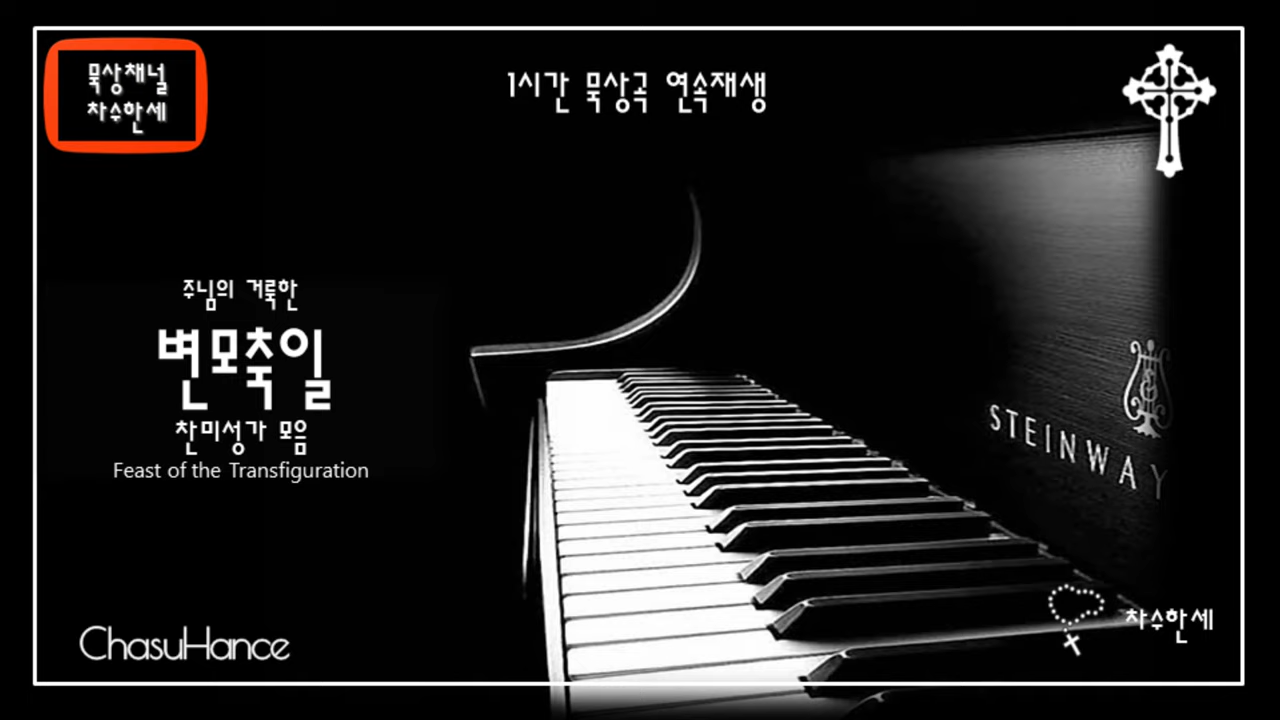 묵상채널
차수한세
1시간 묵상곡 연속재생
주님의 거룩한
변모축일
찬미성가 모음
Feast of the Transfiguration
STEINWAY
ChasuHance
차수한세